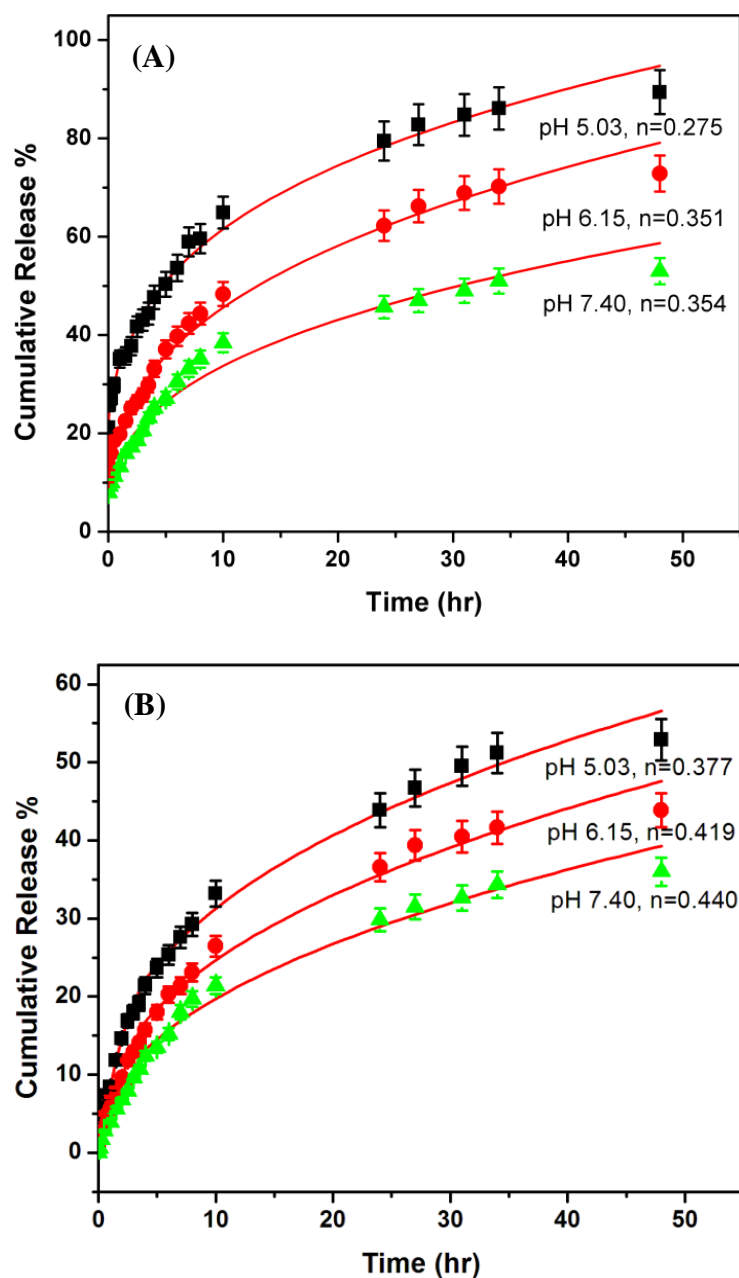 (A)
100
80
60
40
20
0
Cumulative Release %
pH 5.03, n=0.275
pH 6.15, n=0.351
pH 7.40, n=0.354
0 10 20 30 40 50
Time (hr)
(B)
60
50
40
30
20
10
0
Cumulative Release %
pH 5.03, n=0.377
pH 6.15, n=0.419
pH 7.40, n=0.440
0 10 20 30 40 50
Time (hr)